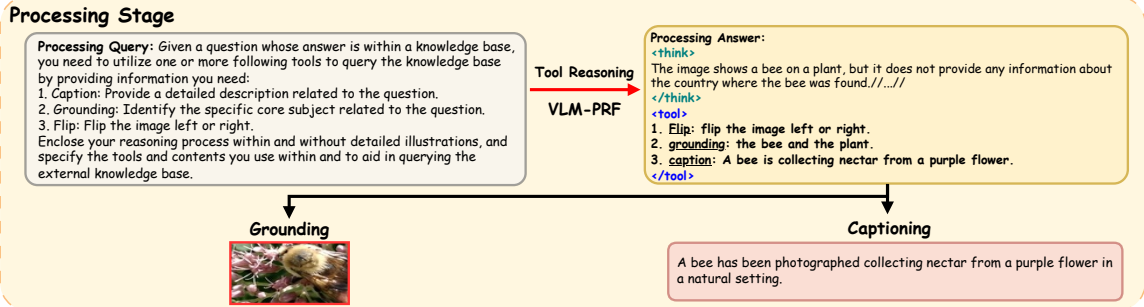 Processing Stage
Processing Query: Given a question whose answer is within a knowledge base,
you need to utilize one or more following tools to query the knowledge base
by providing information you need:
1. Caption: Provide a detailed description related to the question.
2. Grounding: Identify the specific core subject related to the question.
3. Flip: Flip the image left or right.
Enclose your reasoning process within and without detailed illustrations, and
specify the tools and contents you use within and to aid in querying the
external knowledge base.
Tool Reasoning
VLM-PRF
Processing Answer:
<think>
The image shows a bee on a plant, but it does not provide any information about
the country where the bee was found.//...//
</think>
<tool>
1. Flip: flip the image left or right.
2. grounding: the bee and the plant.
3. caption: A bee is collecting nectar from a purple flower.
</tool>
Grounding
Captioning
A bee has been photographed collecting nectar from a purple flower in
a natural setting.